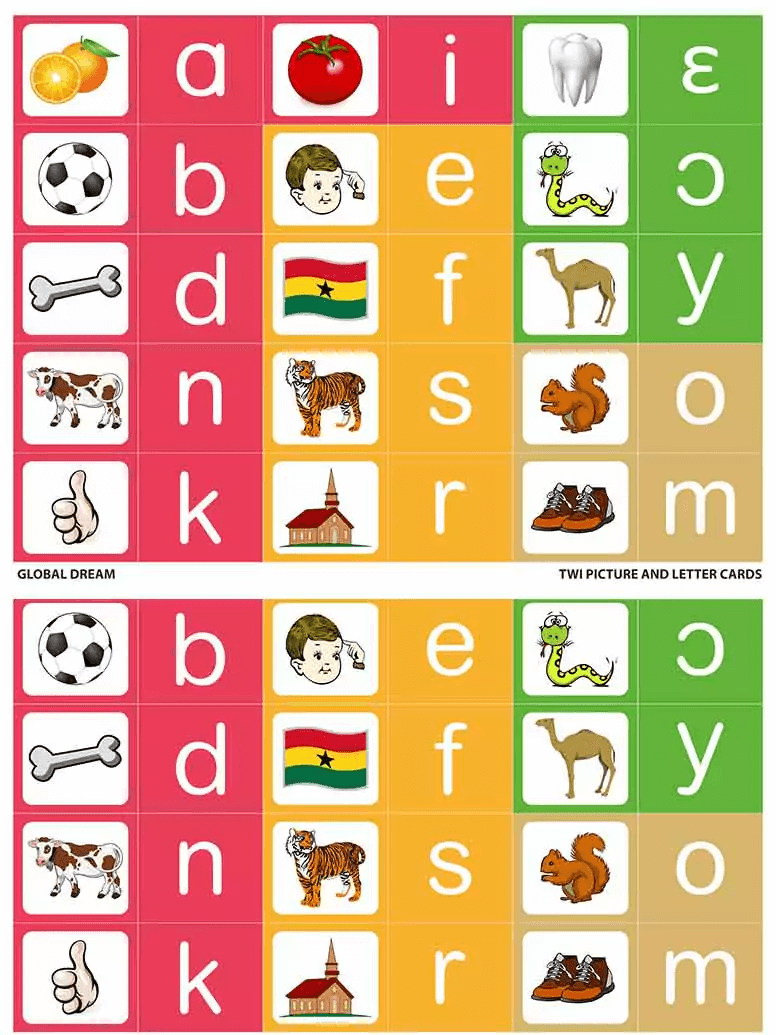 a i ɛ
b e ɔ
d f y
n s o
k r m
GLOBAL DREAM TWI PICTURE AND LETTER CARDS
b e ɔ
d f y
n s o
k r m